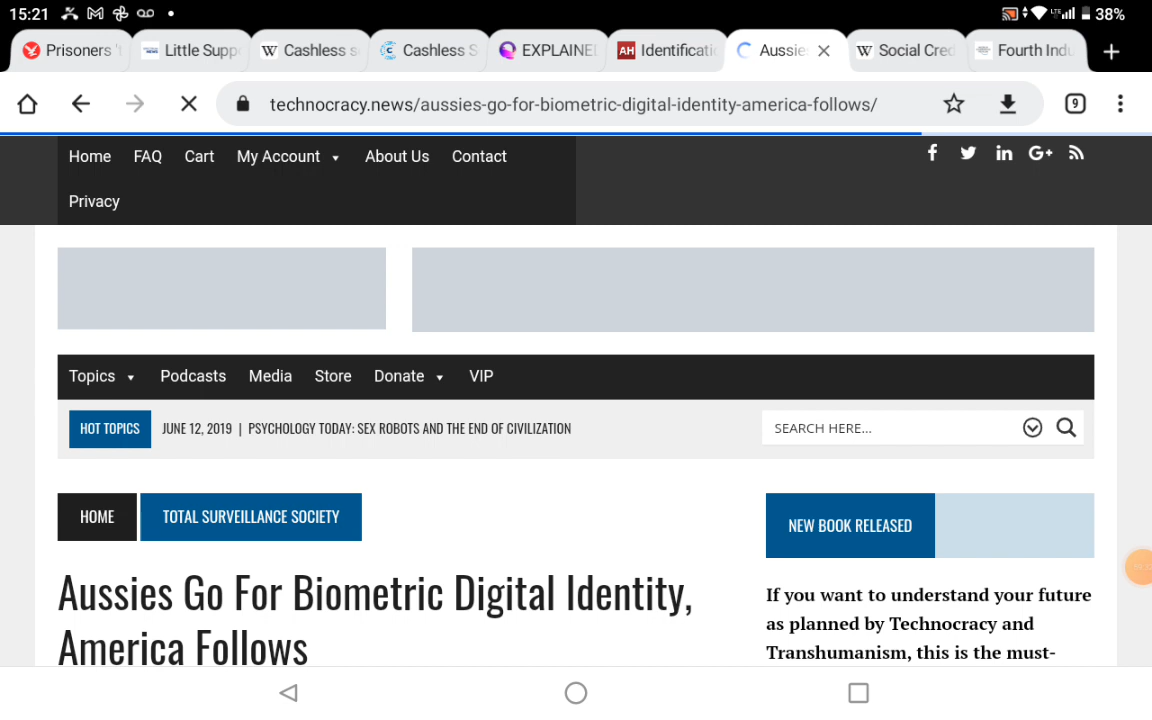 15:21
LTE
38%
Prisoners 't
Little Supp
Cashless s
Cashless S
EXPLAINE
AH Identificati
Aussie
Social Cred
Fourth Indu
technocracy.news/aussies-go-for-biometric-digital-identity-america-follows/
9
Home FAQ Cart My Account About Us Contact
Privacy
Topics Podcasts Media Store Donate VIP
HOT TOPICS JUNE 12, 2019 | PSYCHOLOGY TODAY: SEX ROBOTS AND THE END OF CIVILIZATION
SEARCH HERE...
HOME TOTAL SURVEILLANCE SOCIETY
Aussies Go For Biometric Digital Identity,
America Follows
NEW BOOK RELEASED
If you want to understand your future
as planned by Technocracy and
Transhumanism, this is the must-